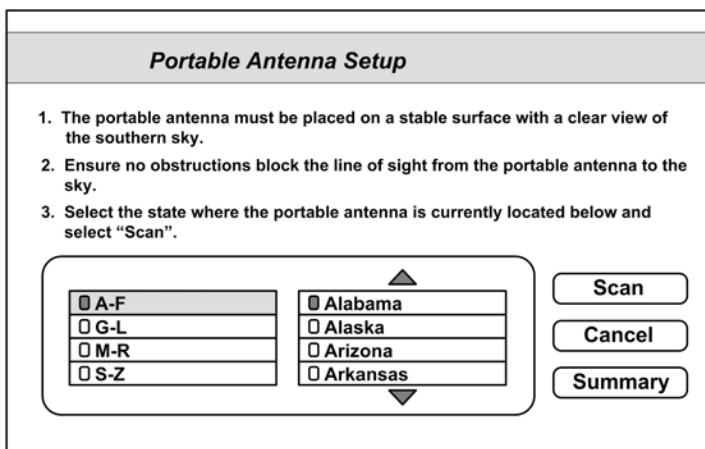 Portable Antenna Setup
1. The portable antenna must be placed on a stable surface with a clear view of
the southern sky.
2. Ensure no obstructions block the line of sight from the portable antenna to the
sky.
3. Select the state where the portable antenna is currently located below and
select “Scan”.
A-F
G-L
M-R
S-Z
Alabama
Alaska
Arizona
Arkansas
Scan
Cancel
Summary